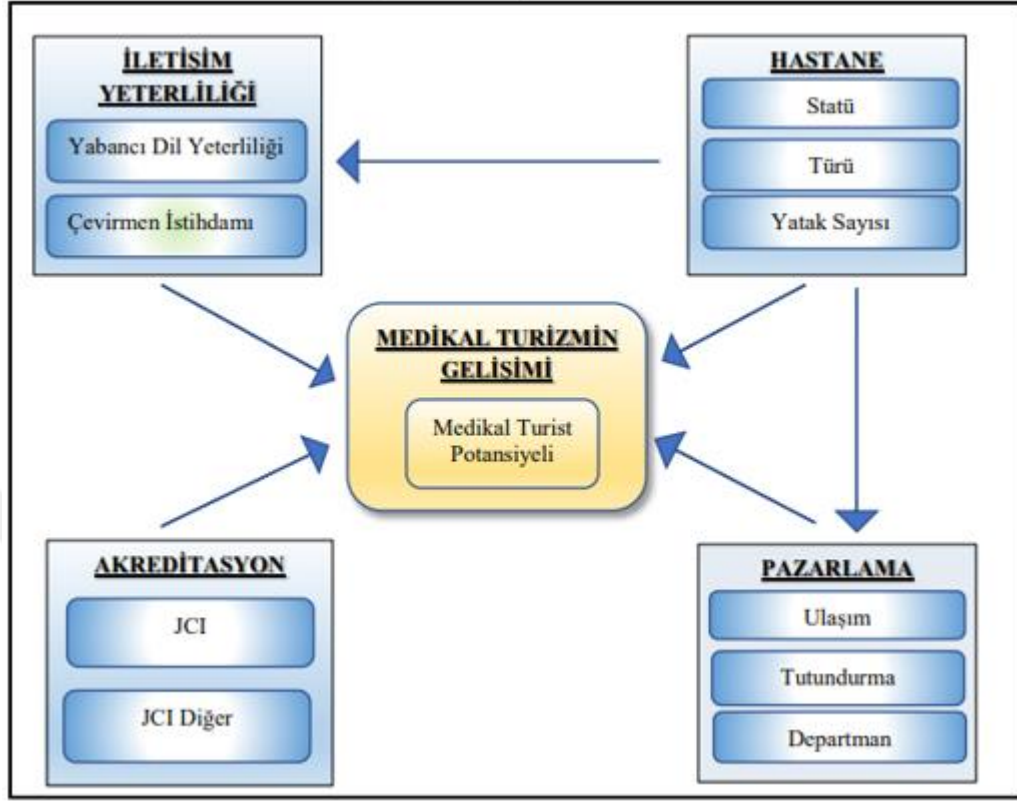 İLETİŞİM
YETERLİLİĞİ
Yabancı Dil Yeterliliği
Çevirmen İstihdamı
HASTANE
Statü
Türü
Yatak Sayısı
MEDİKAL TURİZMİN
GELİSİMİ
Medikal Turist
Potansiyeli
AKREDİTASYON
JCI
JCI Diğer
PAZARLAMA
Ulaşım
Tutundurma
Departman